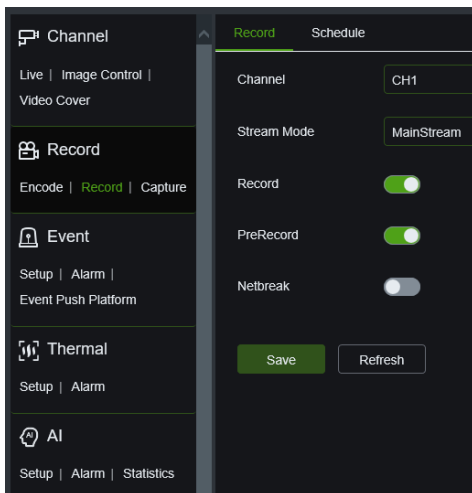 Channel
Live | Image Control |
Video Cover
Record
Encode | Record | Capture
Event
Setup | Alarm |
Event Push Platform
Thermal
Setup | Alarm
AI
AI
Setup | Alarm | Statistics
Record Schedule
Channel CH1
Stream Mode MainStream
Record
PreRecord
Netbreak
Save Refresh